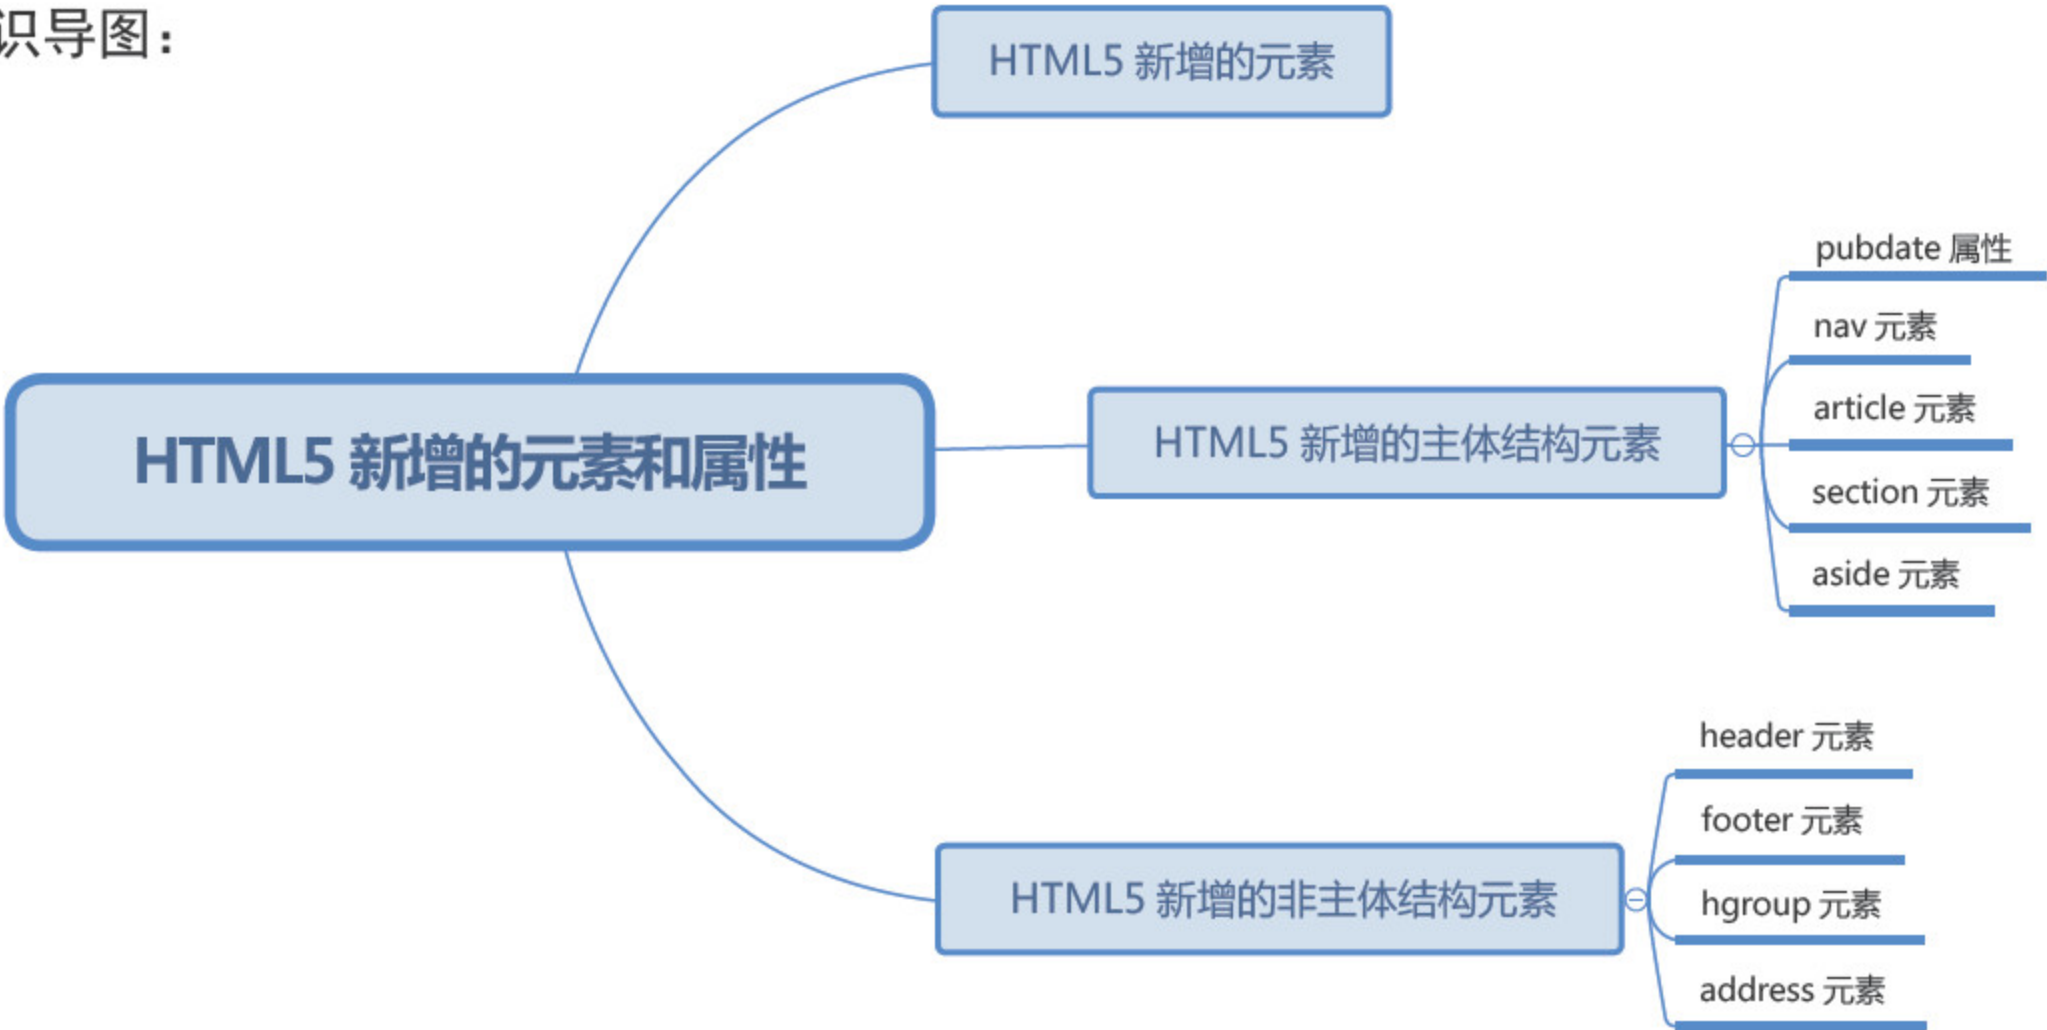 识导图：
HTML5 新增的元素
pubdate 属性
nav 元素
article 元素
HTML5 新增的元素和属性
HTML5 新增的主体结构元素
section 元素
aside 元素
header 元素
footer 元素
HTML5 新增的非主体结构元素
hgroup 元素
address 元素